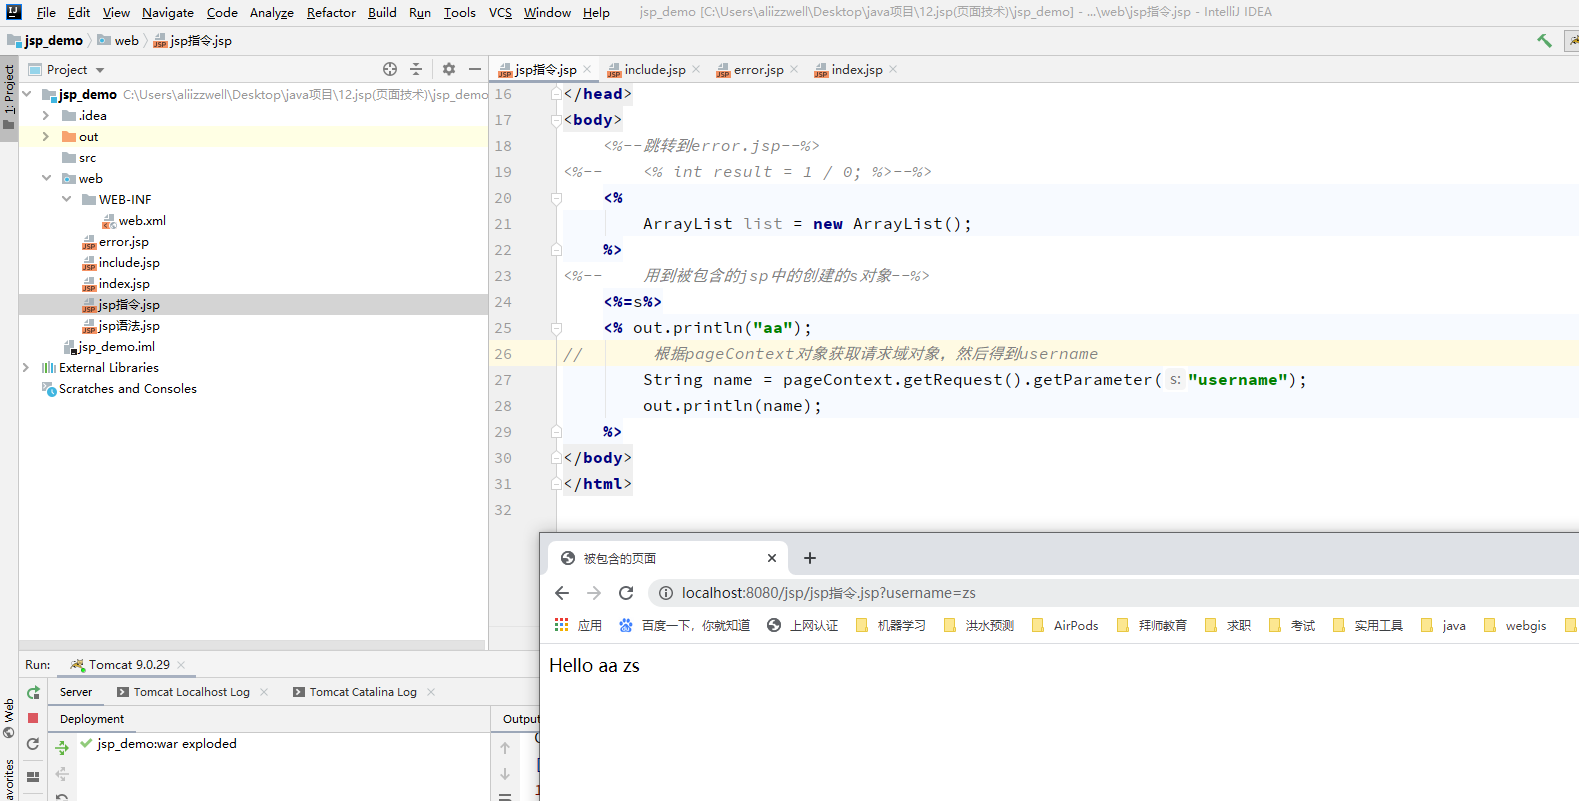 File Edit View Navigate Code Analyze Refactor Build Run Tools VCS Window Help jsp_demo [C:\Users\aliizzwell\Desktop\java项目\12.jsp(页面技术)\jsp_demo] - ...\web\jsp指令.jsp - IntelliJ IDEA
jsp_demo web jsp指令.jsp
1: Project
Project
jsp指令.jsp include.jsp error.jsp index.jsp
jsp_demo C:\Users\aliizzwell\Desktop\java项目\12.jsp(页面技术)\jsp_demo
.idea
out
src
web
WEB-INF
web.xml
error.jsp
include.jsp
index.jsp
jsp指令.jsp
jsp语法.jsp
jsp_demo.iml
External Libraries
Scratches and Consoles
16 </head>
17 <body>
18 <%--跳转到error.jsp--%>
19 <%-- <% int result = 1 / 0; %>--%>
20 <%
21 ArrayList list = new ArrayList();
22 %>
23 <%-- 用到被包含的jsp中的创建的s对象--%>
24 <%=s%>
25 <% out.println("aa");
26 // 根据pageContext对象获取请求域对象，然后得到username
27 String name = pageContext.getRequest().getParameter( s: "username");
28 out.println(name);
29 %>
30 </body>
31 </html>
32
被包含的页面
localhost:8080/jsp/jsp指令.jsp?username=zs
应用 百度一下，你就知道 上网认证 机器学习 洪水预测 AirPods 拜师教育 求职 考试 实用工具 java webgis
Hello aa zs
Run: Tomcat 9.0.29
Server Tomcat Localhost Log Tomcat Catalina Log
Deployment Output
jsp_demo:war exploded
Web